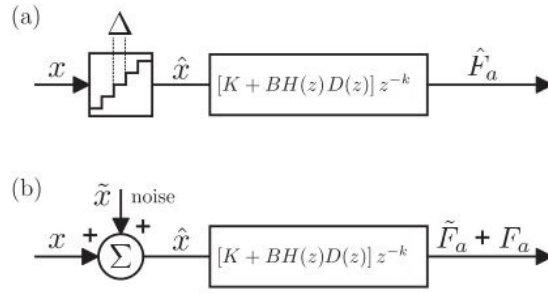 (a)
Δ
x
x̂
[K + BH(z)D(z)] z^{-k}
F̂_a
(b)
x̃ noise
+
+
x
Σ
x̂
[K + BH(z)D(z)] z^{-k}
F̃_a + F_a